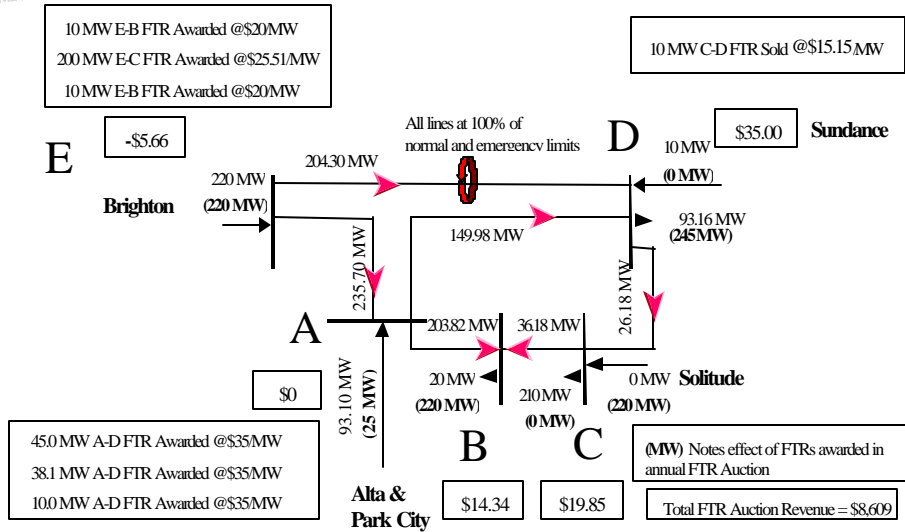 10 MW E-B FTR Awarded @$20/MW
200 MW E-C FTR Awarded @$25.51/MW
10 MW E-B FTR Awarded @$20/MW
10 MW C-D FTR Sold @$15.15/MW
E
-$5.66
All lines at 100% of
normal and emergency limits
D
$35.00
Sundance
204.30 MW
10 MW
(0 MW)
220 MW
(220 MW)
Brighton
93.16 MW
(245 MW)
149.98 MW
235.70 MW
26.18 MW
A
203.82 MW
36.18 MW
20 MW
(220 MW)
210 MW
(0 MW)
0 MW
(220 MW)
Solitude
$0
93.10 MW
(25 MW)
45.0 MW A-D FTR Awarded @$35/MW
38.1 MW A-D FTR Awarded @$35/MW
10.0 MW A-D FTR Awarded @$35/MW
B
C
(MW) Notes effect of FTRs awarded in
annual FTR Auction
Alta &
Park City
$14.34
$19.85
Total FTR Auction Revenue = $8,609